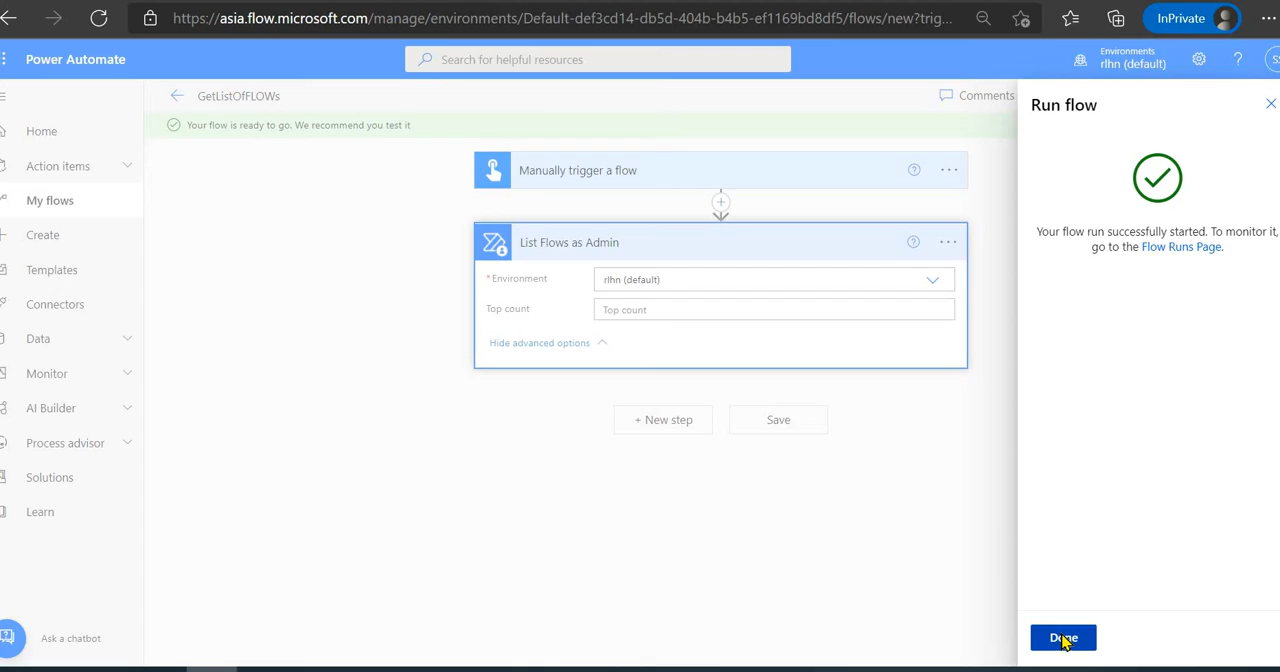 https://asia.flow.microsoft.com/manage/environments/Default-def3cd14-db5d-404b-b4b5-ef1169bd8df5/flows/new?trig...
InPrivate
Power Automate
Search for helpful resources
Environments
rlhn (default)
GetListOfFLOWs
Comments
Your flow is ready to go. We recommend you test it
Home
Action items
My flows
Create
Templates
Connectors
Data
Monitor
AI Builder
Process advisor
Solutions
Learn
Ask a chatbot
Manually trigger a flow
List Flows as Admin
* Environment
rlhn (default)
Top count
Top count
Hide advanced options
+ New step
Save
Run flow
Your flow run successfully started. To monitor it,
go to the Flow Runs Page.
Done